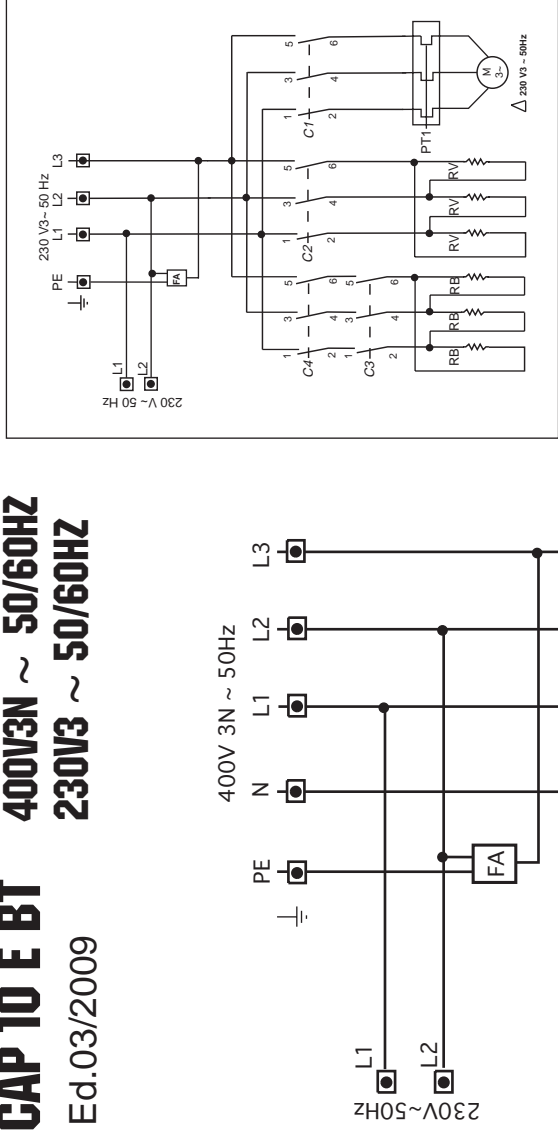 CAP 10 E BT 400V3N ~ 50/60HZ
230V3 ~ 50/60HZ
Ed.03/2009
230 V3~ 50 Hz
PE L1 L2 L3
L1
L2
230 V~ 50 Hz
FA
1 3 5 1 3 5 1 3 5
C4 C2 C1
2 4 6 2 4 6 2 4 6
1 3 5
C3
2 4 6
PT1
RB RB RB RV RV RV
M
3~
230 V3 ~ 50Hz
400V 3N ~ 50Hz
PE N L1 L2 L3
L1
L2
230V~50Hz
FA